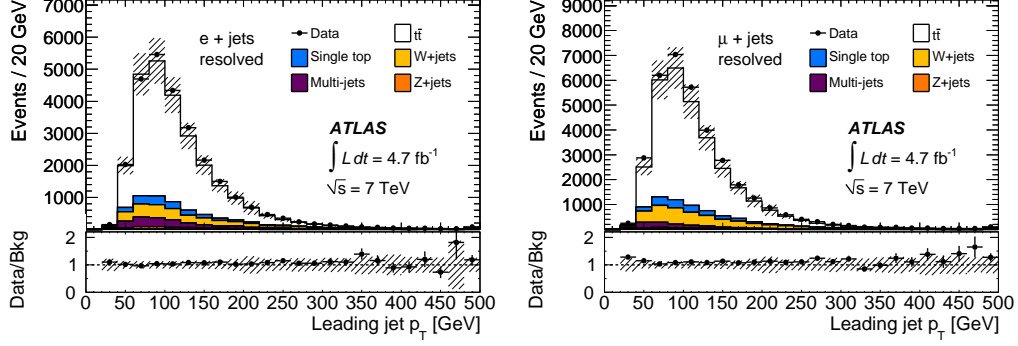 Events / 20 GeV
7000
6000
5000
4000
3000
2000
1000
e + jets
resolved
Data
tt̄
Single top
W+jets
Multi-jets
Z+jets
ATLAS
∫ L dt = 4.7 fb⁻¹
√s = 7 TeV
Data/Bkg
2
1
0
0 50 100 150 200 250 300 350 400 450 500
Leading jet p_T [GeV]
Events / 20 GeV
9000
8000
7000
6000
5000
4000
3000
2000
1000
μ + jets
resolved
Data
tt̄
Single top
W+jets
Multi-jets
Z+jets
ATLAS
∫ L dt = 4.7 fb⁻¹
√s = 7 TeV
Data/Bkg
2
1
0
0 50 100 150 200 250 300 350 400 450 500
Leading jet p_T [GeV]